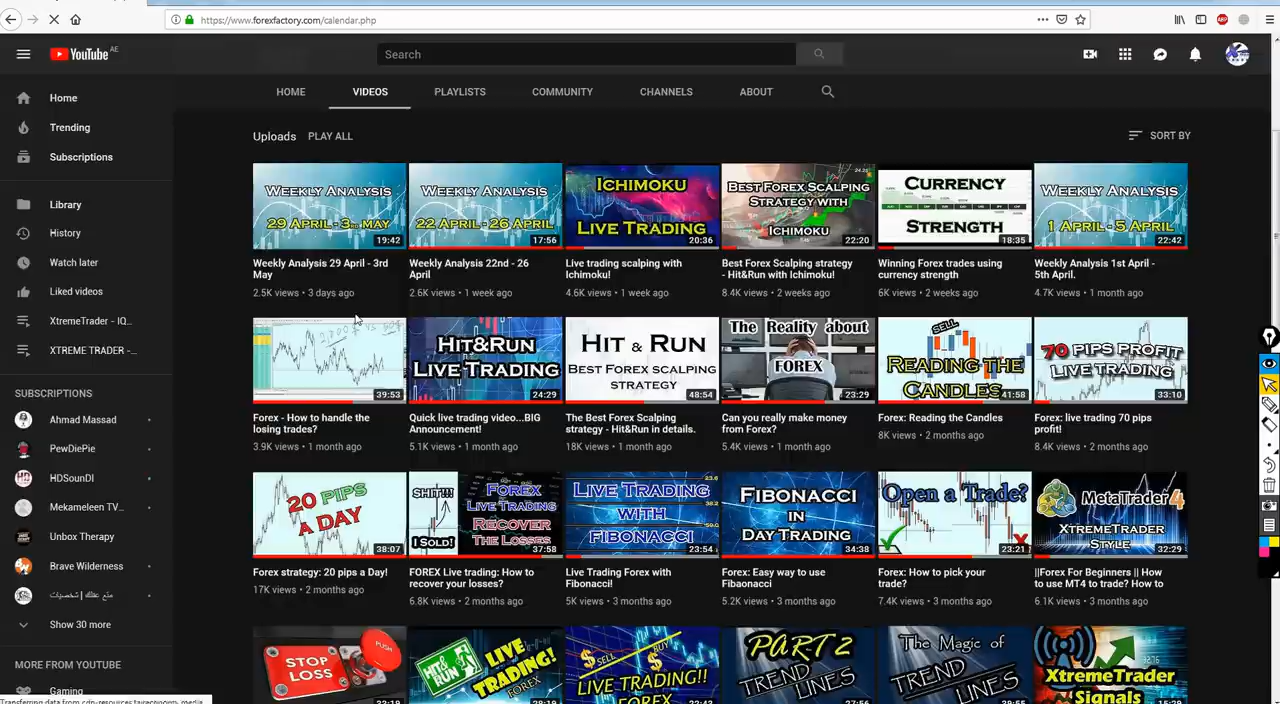 https://www.forexfactory.com/calendar.php
YouTube AE
Search
HOME VIDEOS PLAYLISTS COMMUNITY CHANNELS ABOUT
Uploads PLAY ALL SORT BY
Home
Trending
Subscriptions
Library
History
Watch later
Liked videos
XtremeTrader - IQ...
XTREME TRADER -...
SUBSCRIPTIONS
Ahmad Massad
PewDiePie
HDSounDI
Mekameleen TV...
Unbox Therapy
Brave Wilderness
Show 30 more
MORE FROM YOUTUBE
Gaming
WEEKLY ANALYSIS
29 APRIL - 3RD MAY
19:42
Weekly Analysis 29 April - 3rd
May
2.5K views • 3 days ago
WEEKLY ANALYSIS
22 APRIL - 26 APRIL
17:56
Weekly Analysis 22nd - 26
April
2.6K views • 1 week ago
ICHIMOKU
LIVE TRADING
20:36
Live trading scalping with
Ichimoku!
4.6K views • 1 week ago
BEST FOREX SCALPING
STRATEGY WITH
ICHIMOKU
22:20
Best Forex Scalping strategy
- Hit&Run with Ichimoku!
8.4K views • 2 weeks ago
CURRENCY
STRENGTH
18:35
Winning Forex trades using
currency strength
6K views • 2 weeks ago
WEEKLY ANALYSIS
1 APRIL - 5 APRIL
22:42
Weekly Analysis 1st April -
5th April.
4.7K views • 1 month ago
39:53
Forex - How to handle the
losing trades?
3.9K views • 1 month ago
HIT&RUN
LIVE TRADING
24:29
Quick live trading video...BIG
Announcement!
5.1K views • 1 month ago
HIT & RUN
BEST FOREX SCALPING
STRATEGY
48:54
The Best Forex Scalping
strategy - Hit&Run in details.
18K views • 1 month ago
The Reality about
FOREX
23:29
Can you really make money
from Forex?
5.4K views • 1 month ago
SELL
READING THE
CANDLES
41:58
Forex: Reading the Candles
8K views • 2 months ago
70 PIPS PROFIT
LIVE TRADING
33:10
Forex: live trading 70 pips
profit!
8.4K views • 2 months ago
20 PIPS
A DAY
38:07
Forex strategy: 20 pips a Day!
17K views • 2 months ago
SHIT!!!
I SOLD!
FOREX
LIVE TRADING
RECOVER
THE LOSSES
37:58
FOREX Live trading: How to
recover your losses?
6.8K views • 2 months ago
LIVE TRADING
WITH
FIBONACCI
23:54
Live Trading Forex with
Fibonacci!
5K views • 3 months ago
FIBONACCI
IN
DAY TRADING
34:38
Forex: Easy way to use
Fibaonacci
5.2K views • 3 months ago
Open a Trade?
23:21
Forex: How to pick your
trade?
7.4K views • 3 months ago
MetaTrader 4
XTREMETRADER
STYLE
32:29
||Forex For Beginners || How
to use MT4 to trade? How to
6.1K views • 3 months ago
STOP
LOSS
PUSH
HIT&
RUN
LIVE
TRADING!
FOREX
$ SELL
BUY $
LIVE TRADING!!
FOREX
PART 2
TREND LINES
The Magic of
TREND LINES
XtremeTrader
Signals